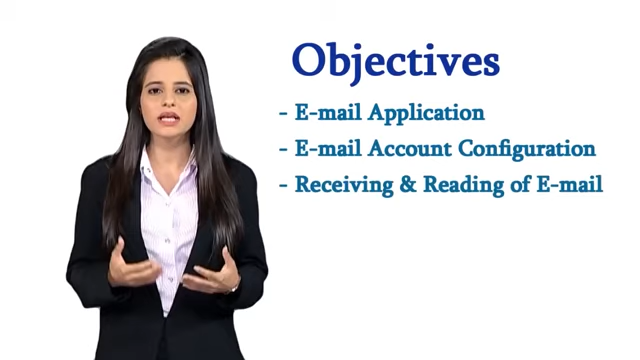 Objectives
- E-mail Application
- E-mail Account Configuration
- Receiving & Reading of E-mail